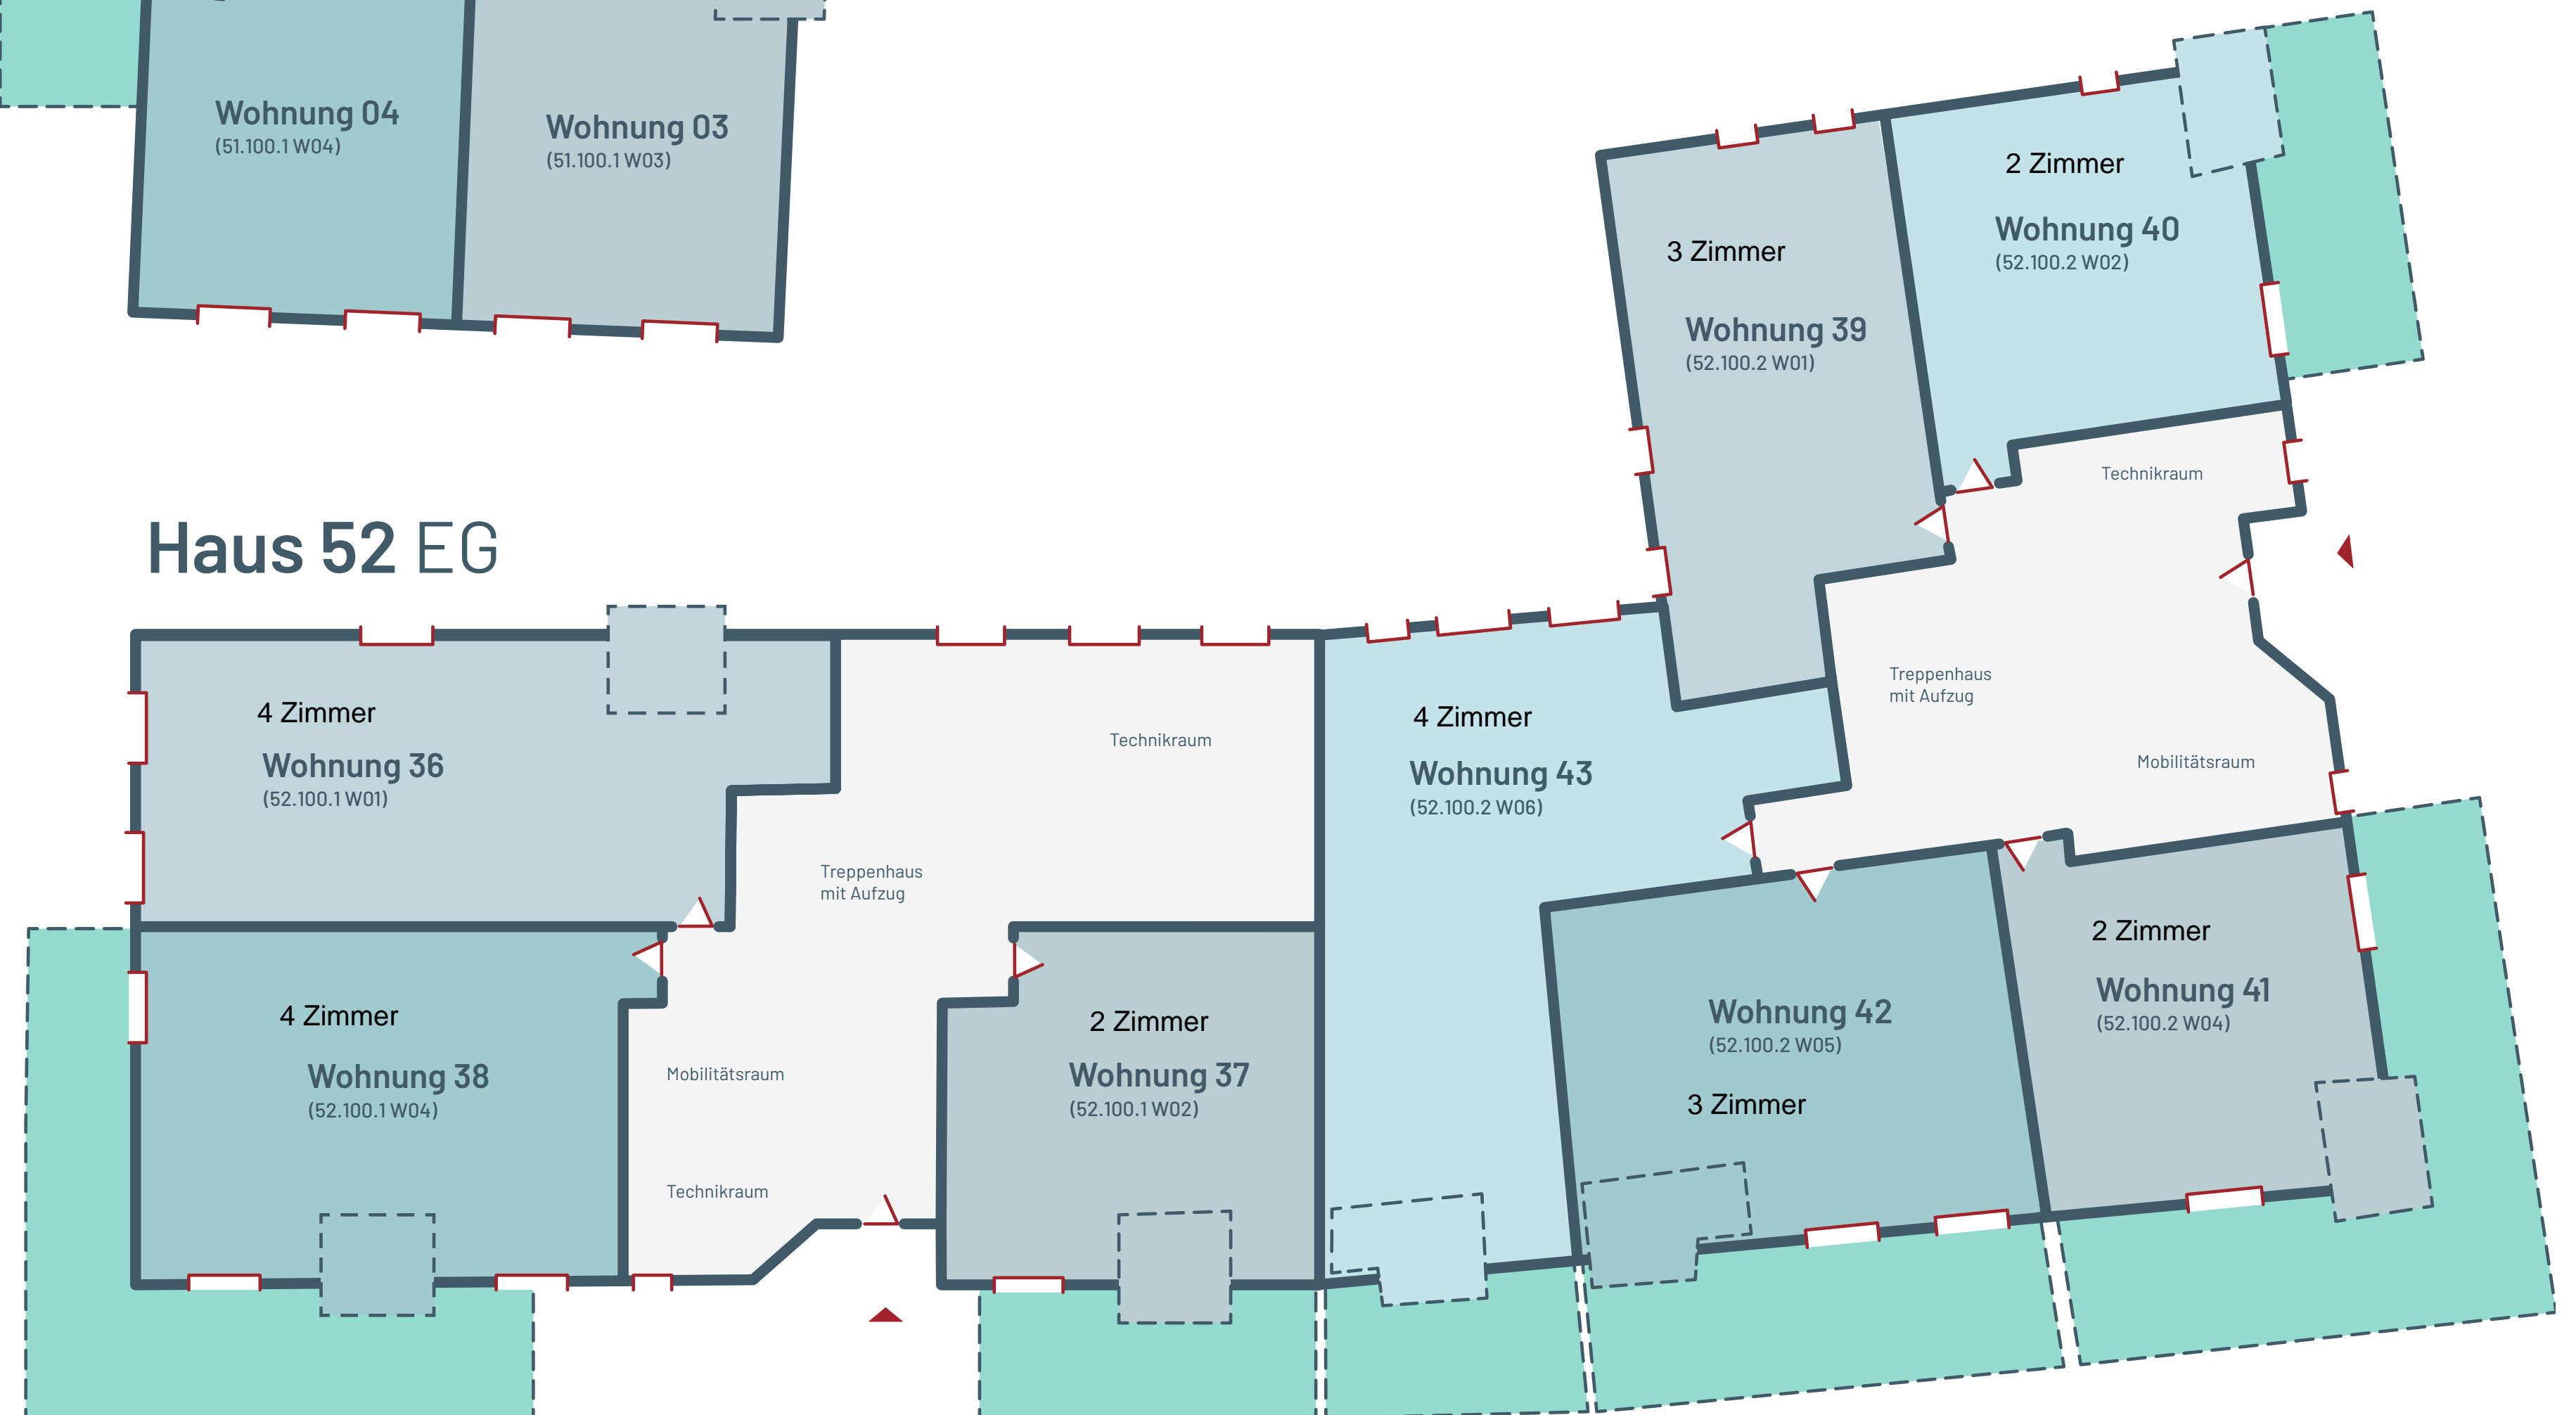 Wohnung 04
(51.100.1 W04)
Wohnung 03
(51.100.1 W03)
2 Zimmer
Wohnung 40
(52.100.2 W02)
3 Zimmer
Wohnung 39
(52.100.2 W01)
Technikraum
Haus 52 EG
Treppenhaus
mit Aufzug
Mobilitätsraum
4 Zimmer
Wohnung 36
(52.100.1 W01)
Technikraum
4 Zimmer
Wohnung 43
(52.100.2 W06)
Treppenhaus
mit Aufzug
4 Zimmer
Wohnung 38
(52.100.1 W04)
Mobilitätsraum
Technikraum
2 Zimmer
Wohnung 37
(52.100.1 W02)
Wohnung 42
(52.100.2 W05)
3 Zimmer
2 Zimmer
Wohnung 41
(52.100.2 W04)